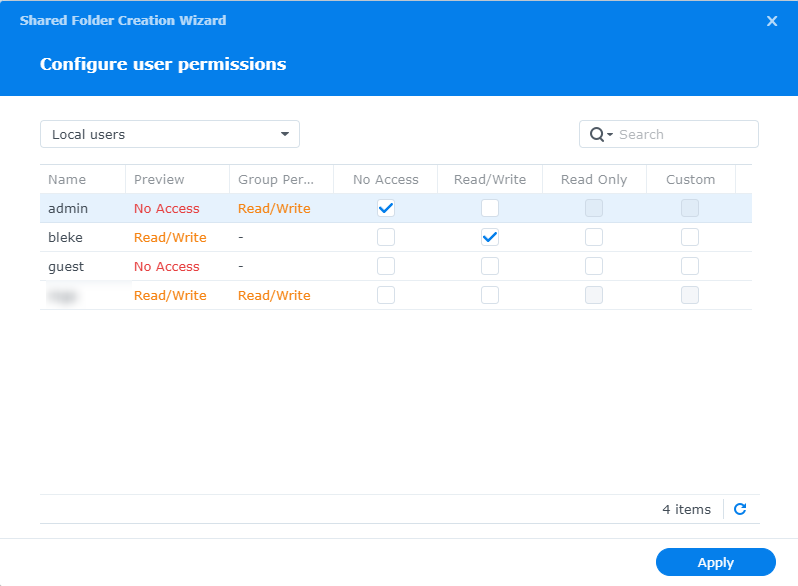 Shared Folder Creation Wizard
Configure user permissions
Local users
Search
Name Preview Group Per... No Access Read/Write Read Only Custom
admin No Access Read/Write
bleke Read/Write -
guest No Access -
Read/Write Read/Write
4 items
Apply